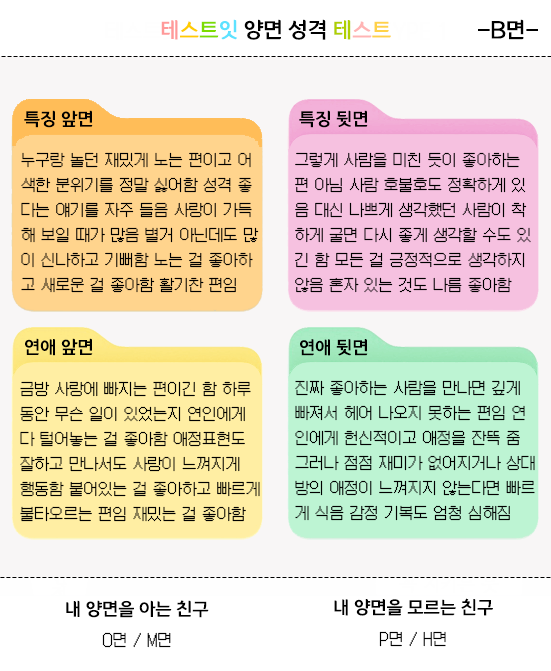 테스트잇 양면 성격 테스트
-B면-
특징 앞면
누구랑 놀던 재밌게 노는 편이고 어
색한 분위기를 정말 싫어함 성격 좋
다는 얘기를 자주 들음 사랑이 가득
해 보일 때가 많음 별거 아닌데도 많
이 신나하고 기뻐함 노는 걸 좋아하
고 새로운 걸 좋아함 활기찬 편임
특징 뒷면
그렇게 사람을 미친 듯이 좋아하는
편 아님 사람 호불호도 정확하게 있
음 대신 나쁘게 생각했던 사람이 착
하게 굴면 다시 좋게 생각할 수도 있
긴 함 모든 걸 긍정적으로 생각하지
않음 혼자 있는 것도 나름 좋아함
연애 앞면
금방 사랑에 빠지는 편이긴 함 하루
동안 무슨 일이 있었는지 연인에게
다 털어놓는 걸 좋아함 애정표현도
잘하고 만나서도 사랑이 느껴지게
행동함 붙어있는 걸 좋아하고 빠르게
불타오르는 편임 재밌는 걸 좋아함
연애 뒷면
진짜 좋아하는 사람을 만나면 깊게
빠져서 헤어 나오지 못하는 편임 연
인에게 헌신적이고 애정을 잔뜩 줌
그러나 점점 재미가 없어지거나 상대
방의 애정이 느껴지지 않는다면 빠르
게 식음 감정 기복도 엄청 심해짐
내 양면을 아는 친구
O면 / M면
내 양면을 모르는 친구
P면 / H면